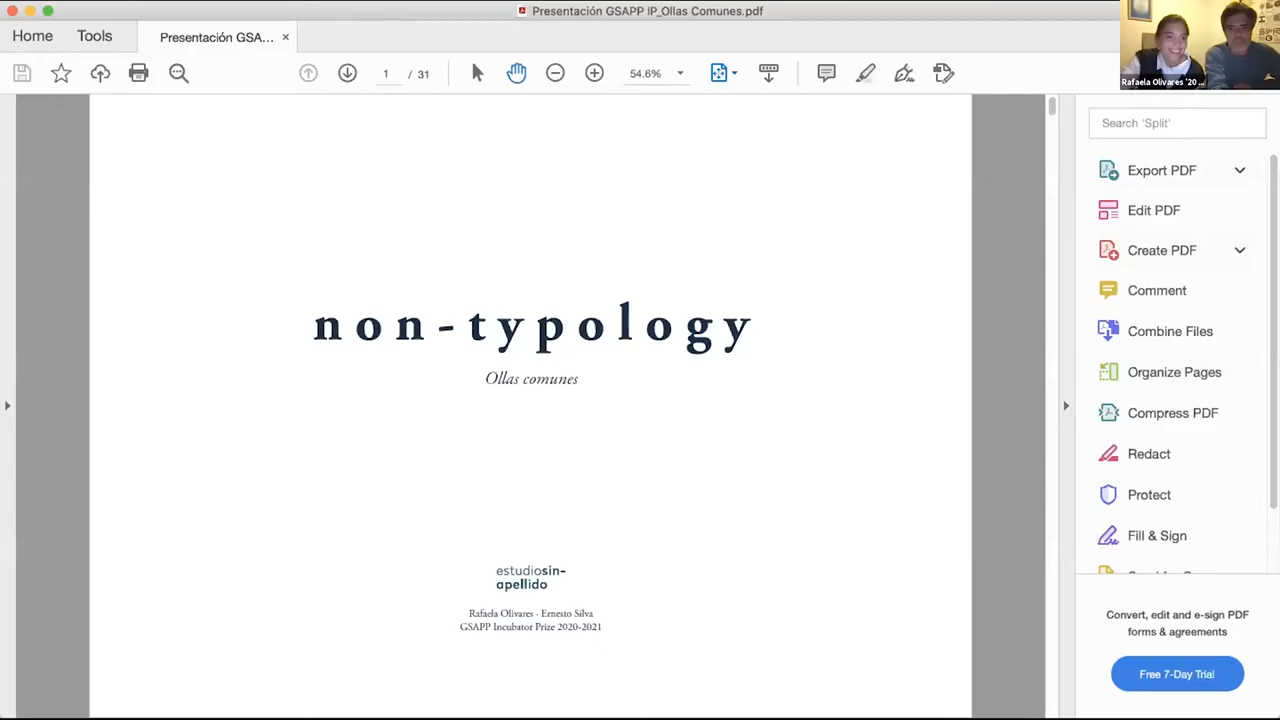 Presentación GSAPP IP_Ollas Comunes.pdf
Home
Tools
Presentación GSA...
1 / 31
54.6%
Rafaela Olivares '20 ...
Search 'Split'
Export PDF
Edit PDF
Create PDF
Comment
Combine Files
Organize Pages
Compress PDF
Redact
Protect
Fill & Sign
Convert, edit and e-sign PDF
forms & agreements
Free 7-Day Trial
non-typology
Ollas comunes
estudiosin-
apellido
Rafaela Olivares · Ernesto Silva
GSAPP Incubator Prize 2020-2021